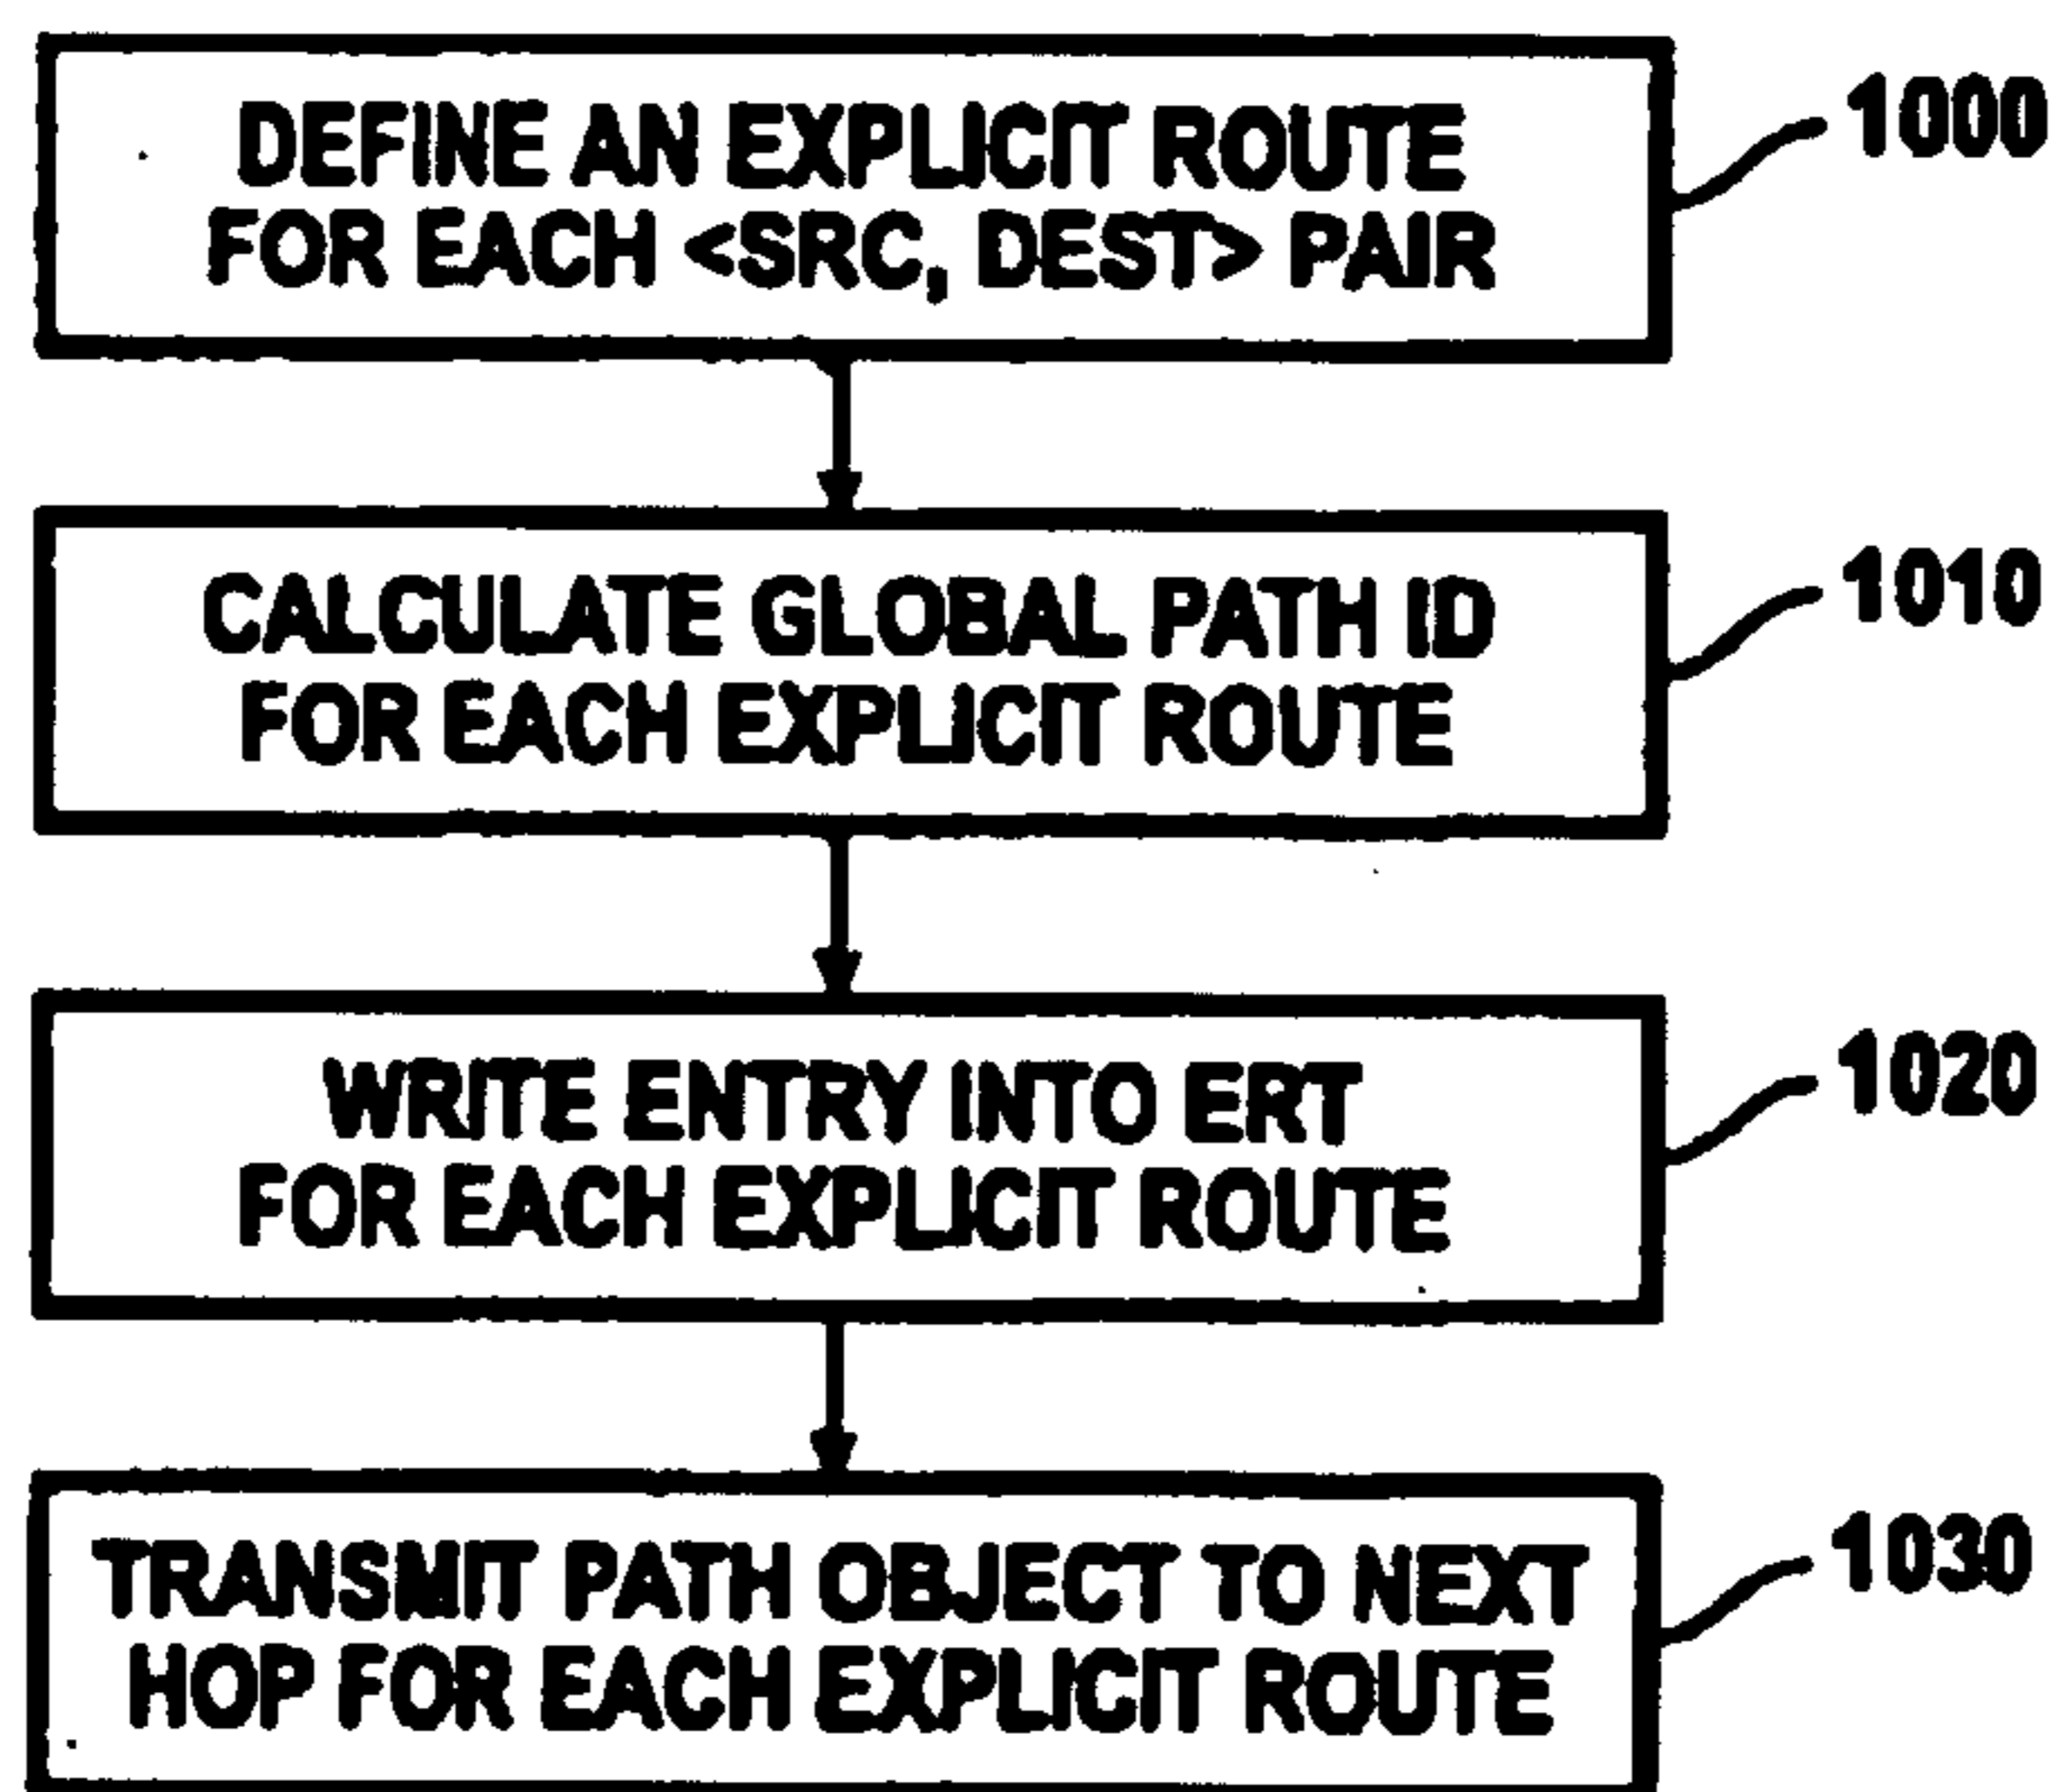 DEFINE AN EXPLICIT ROUTE
FOR EACH <SRC, DEST> PAIR
1000
CALCULATE GLOBAL PATH ID
FOR EACH EXPLICIT ROUTE
1010
WRITE ENTRY INTO ERT
FOR EACH EXPLICIT ROUTE
1020
TRANSMIT PATH OBJECT TO NEXT
HOP FOR EACH EXPLICIT ROUTE
1030